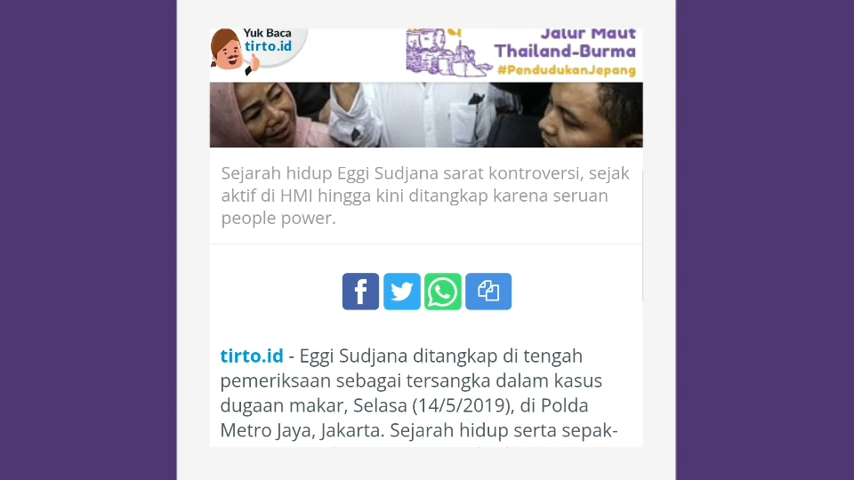 Yuk Baca
tirto.id
Jalur Maut
Thailand-Burma
#PendudukanJepang
Sejarah hidup Eggi Sudjana sarat kontroversi, sejak
aktif di HMI hingga kini ditangkap karena seruan
people power.
tirto.id - Eggi Sudjana ditangkap di tengah
pemeriksaan sebagai tersangka dalam kasus
dugaan makar, Selasa (14/5/2019), di Polda
Metro Jaya, Jakarta. Sejarah hidup serta sepak-